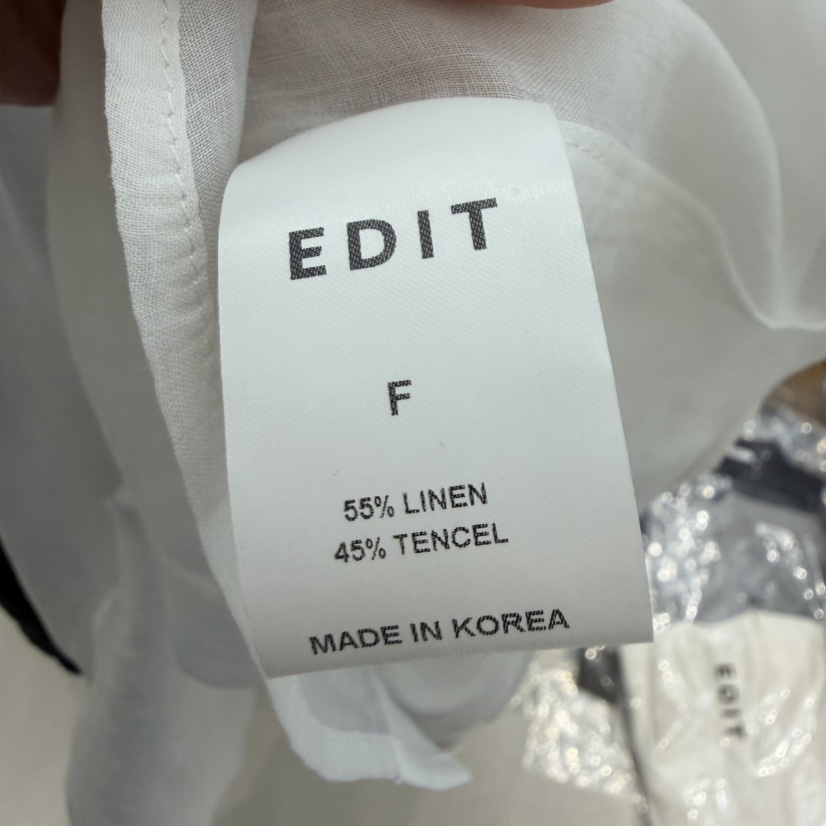 EDIT
F
55% LINEN
45% TENCEL
MADE IN KOREA
EDIT